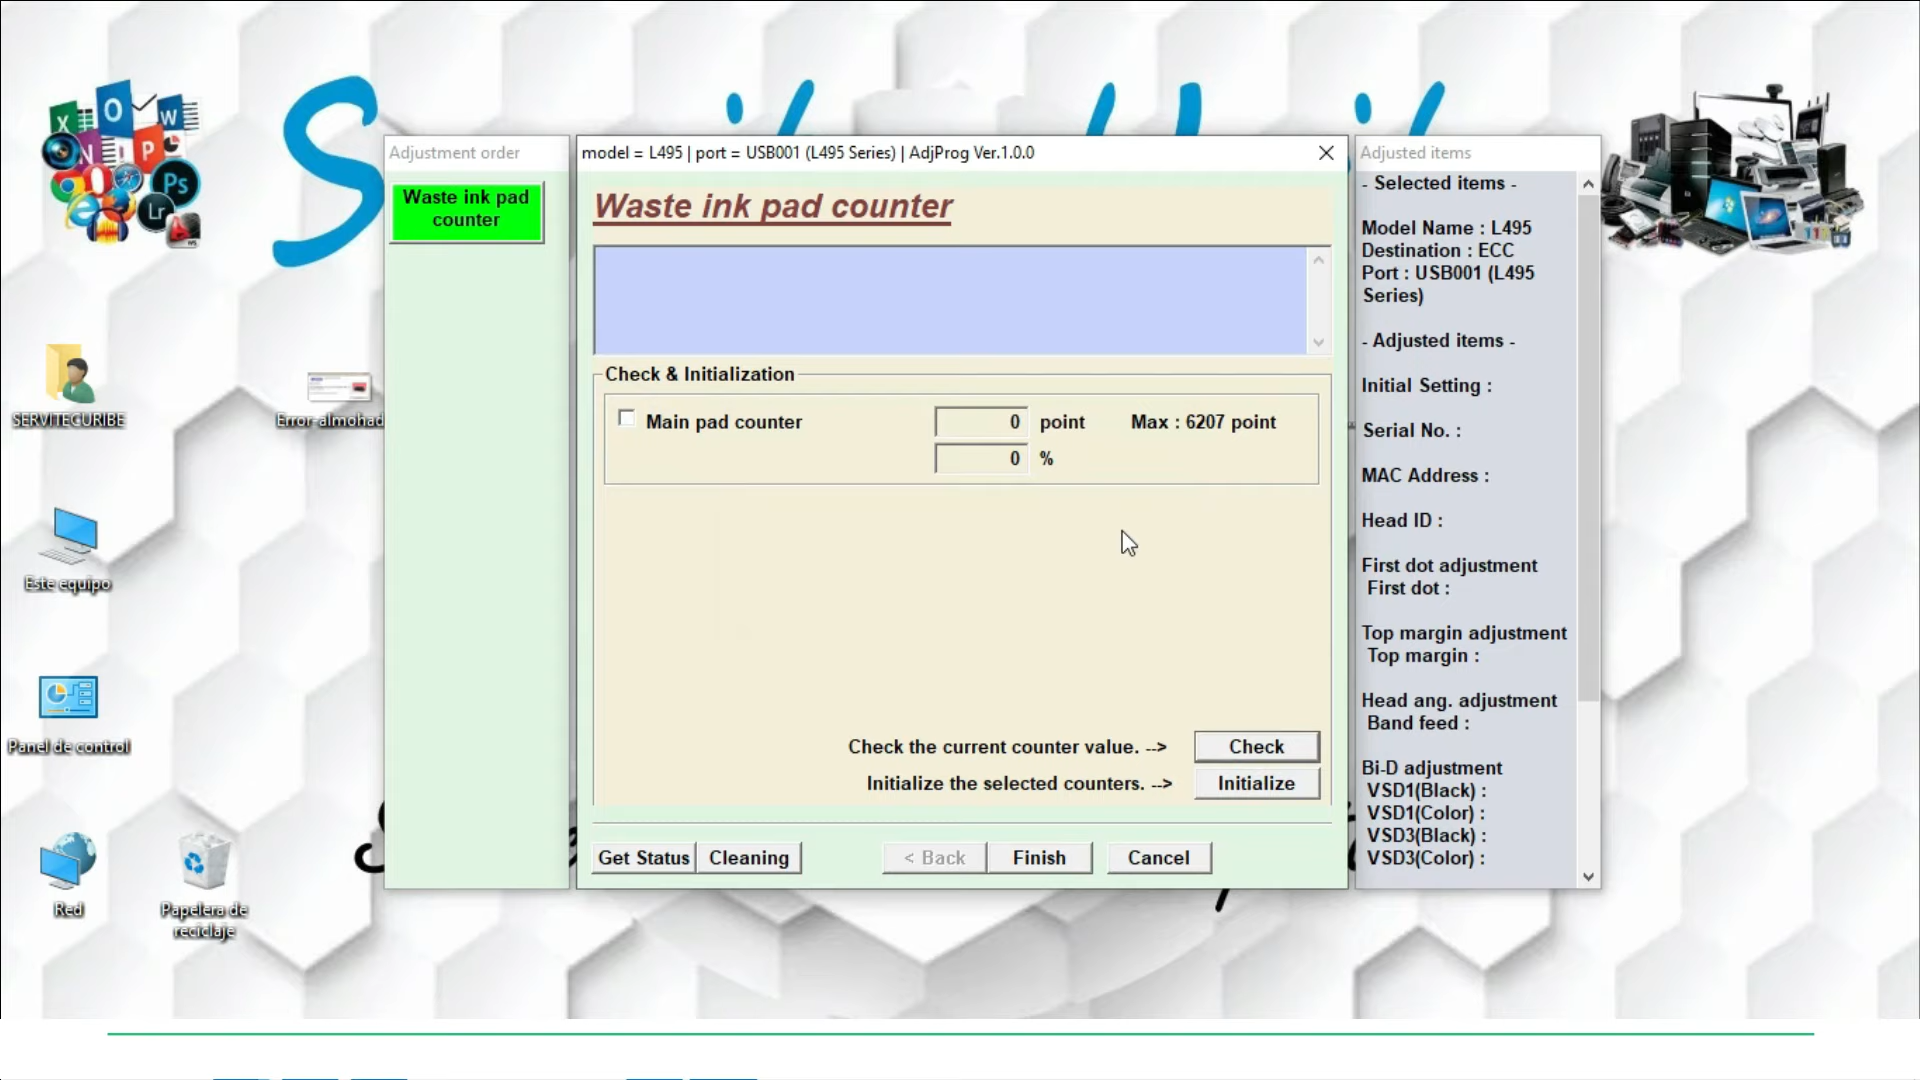 Adjustment order
Waste ink pad
counter
model = L495 | port = USB001 (L495 Series) | AdjProg Ver.1.0.0
Waste ink pad counter
Check & Initialization
Main pad counter
0 point Max : 6207 point
0 %
Check the current counter value. -->
Check
Initialize the selected counters. -->
Initialize
Get Status
Cleaning
< Back
Finish
Cancel
Adjusted items
- Selected items -
Model Name : L495
Destination : ECC
Port : USB001 (L495
Series)
- Adjusted items -
Initial Setting :
Serial No. :
MAC Address :
Head ID :
First dot adjustment
First dot :
Top margin adjustment
Top margin :
Head ang. adjustment
Band feed :
Bi-D adjustment
VSD1(Black) :
VSD1(Color) :
VSD3(Black) :
VSD3(Color) :
SERVITECURIBE
Error-almohad
Este equipo
Panel de control
Red
Papelera de
reciclaje